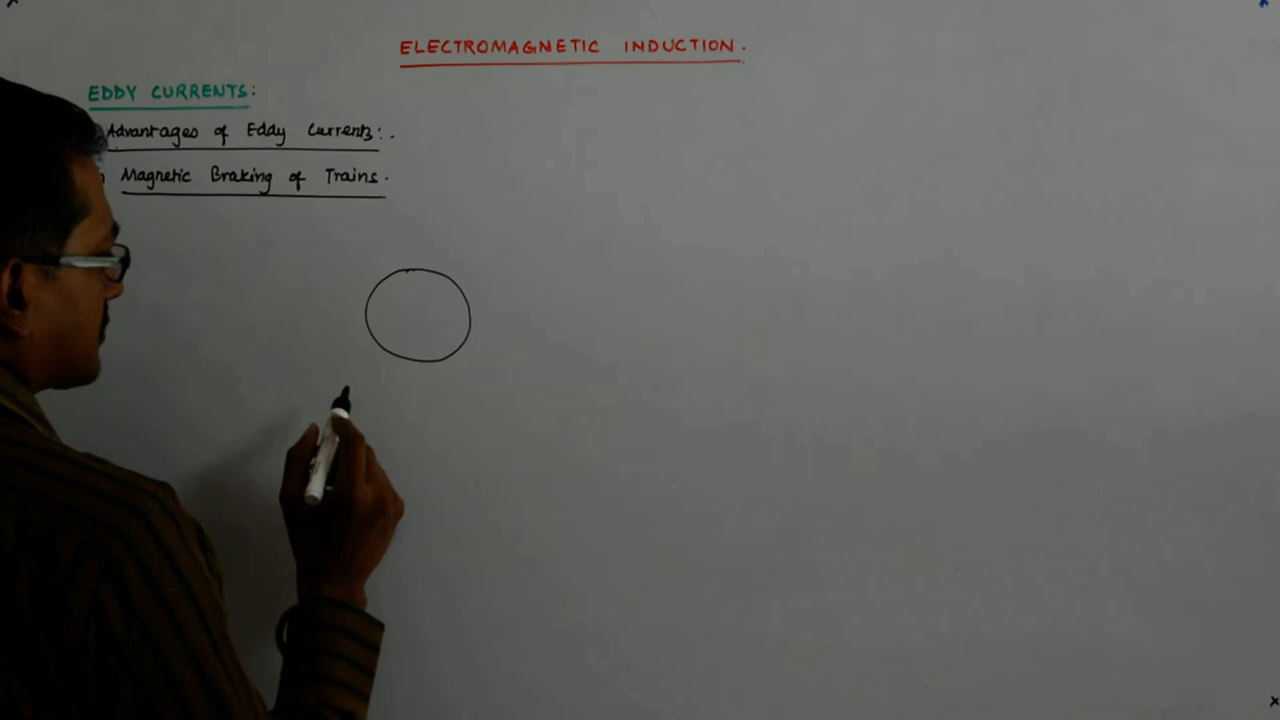 ELECTROMAGNETIC INDUCTION.
EDDY CURRENTS:
Advantages of Eddy Currents:.
) Magnetic Braking of Trains.